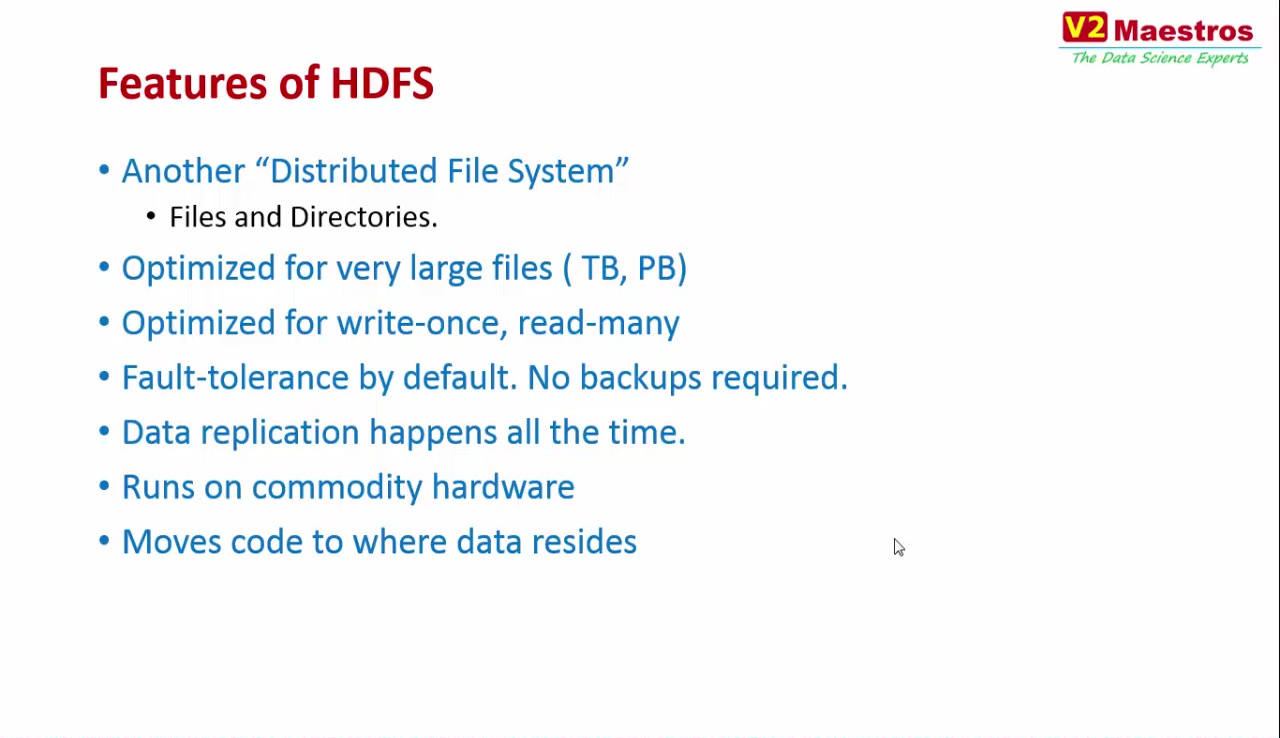 V2 Maestros
The Data Science Experts
Features of HDFS
• Another “Distributed File System”
• Files and Directories.
• Optimized for very large files ( TB, PB)
• Optimized for write-once, read-many
• Fault-tolerance by default. No backups required.
• Data replication happens all the time.
• Runs on commodity hardware
• Moves code to where data resides